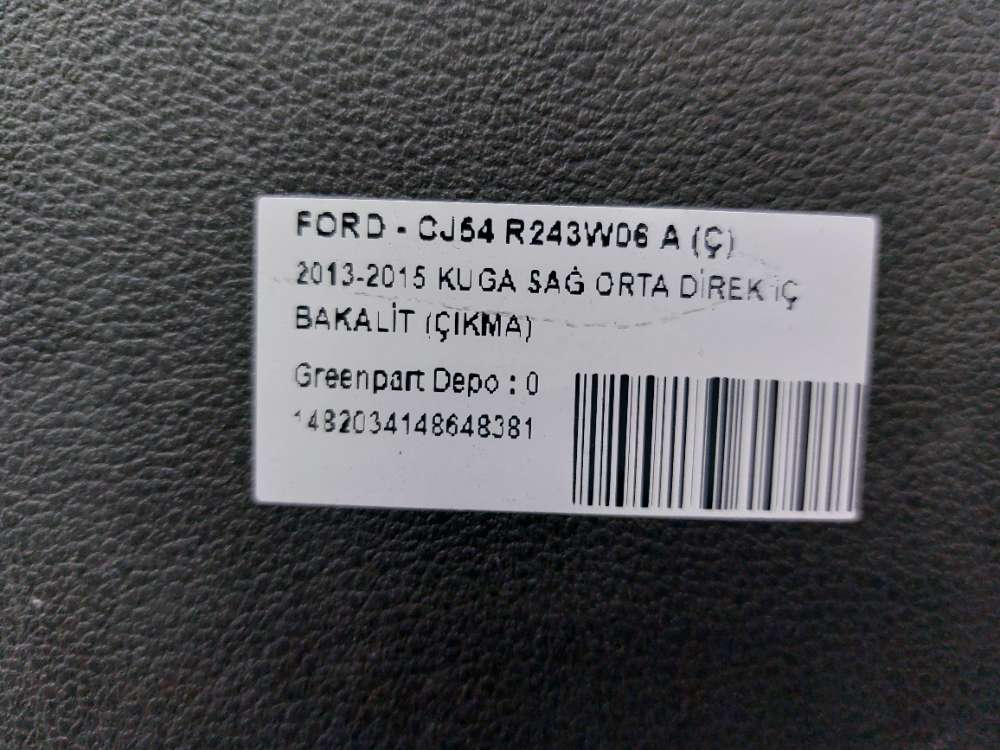 FORD - CJ54 R243W06 A (Ç)
2013-2015 KUGA SAĞ ORTA DİREK İÇ
BAKALİT (ÇIKMA)
Greenpart Depo : 0
1482034148648381